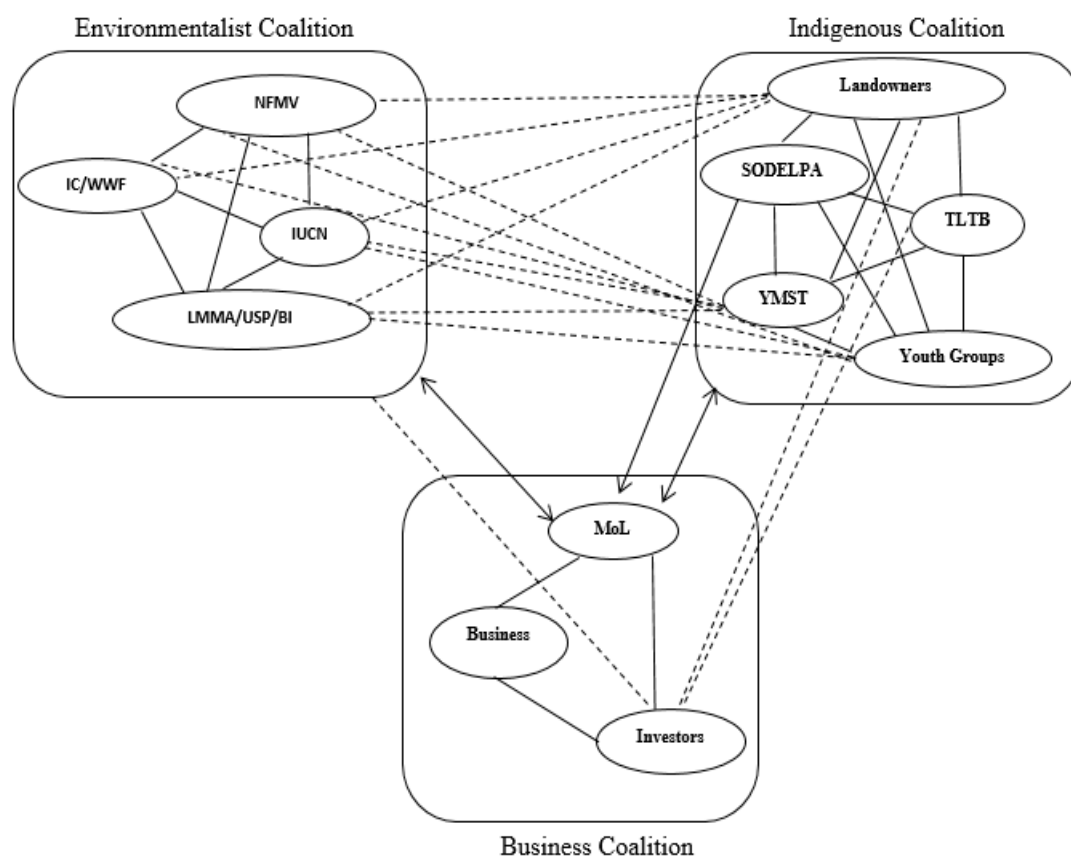 Environmentalist Coalition
Indigenous Coalition
NFMV
Landowners
IC/WWF
SODELPA
IUCN
TLTB
YMST
LMMA/USP/BI
Youth Groups
MoL
Business
Investors
Business Coalition